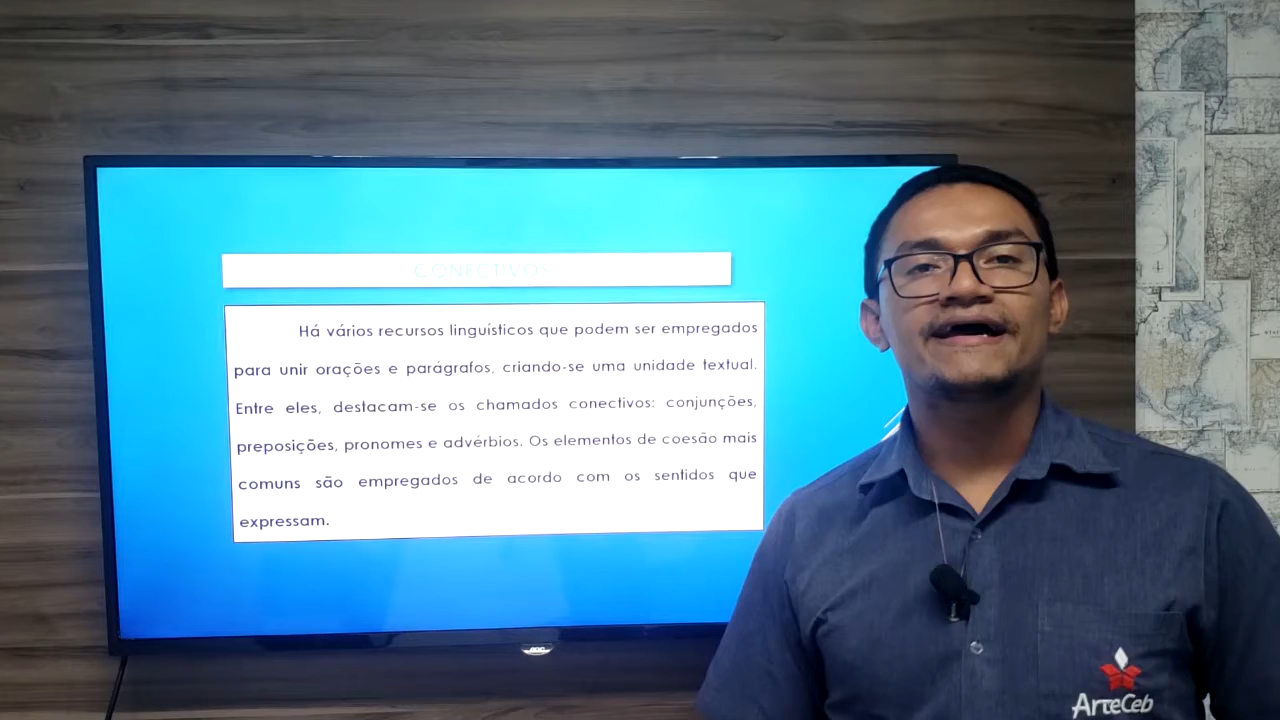 CONECTIVOS
Há vários recursos linguísticos que podem ser empregados
para unir orações e parágrafos, criando-se uma unidade textual.
Entre eles, destacam-se os chamados conectivos: conjunções,
preposições, pronomes e advérbios. Os elementos de coesão mais
comuns são empregados de acordo com os sentidos que
expressam.
AOC
ArteCeb